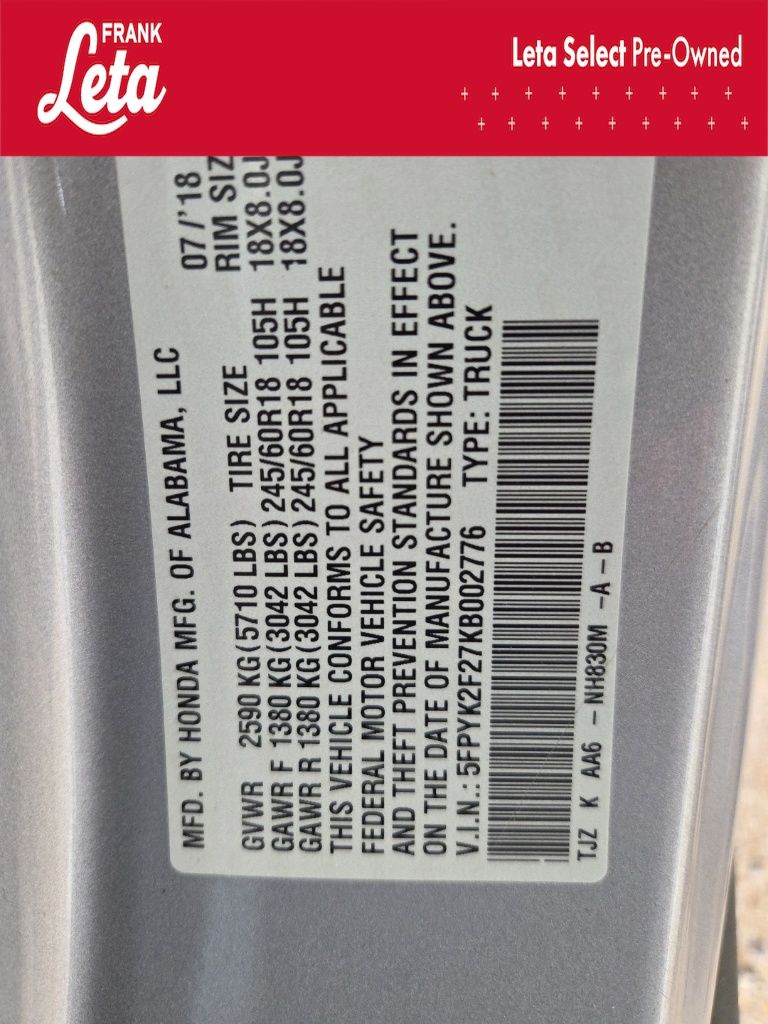 FRANK
Leta
Leta Select Pre-Owned
MFD. BY HONDA MFG. OF ALABAMA, LLC 07/'18
GVWR 2590 KG(5710 LBS) TIRE SIZE RIM SIZ
GAWR F 1380 KG(3042 LBS)245/60R18 105H 18X8.0J
GAWR R 1380 KG(3042 LBS)245/60R18 105H 18X8.0J
THIS VEHICLE CONFORMS TO ALL APPLICABLE
FEDERAL MOTOR VEHICLE SAFETY
AND THEFT PREVENTION STANDARDS IN EFFECT
ON THE DATE OF MANUFACTURE SHOWN ABOVE.
V.I.N.: 5FPYK2F27KB002776 TYPE: TRUCK
TJZ K AA6 - NH830M -A-B